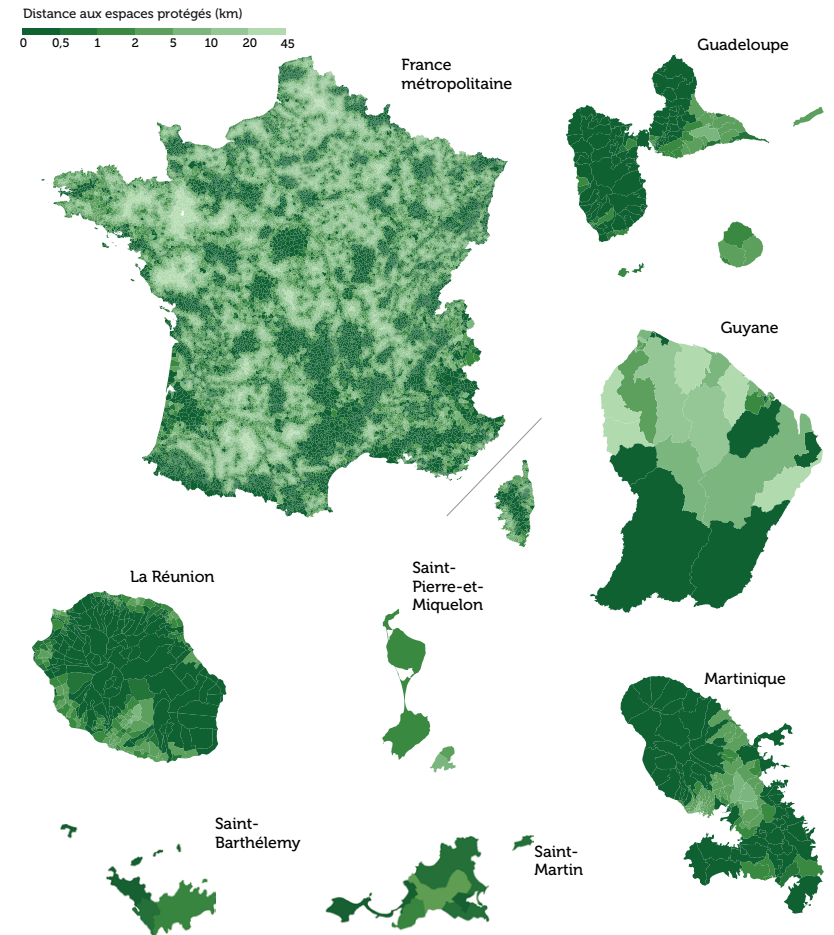 Distance aux espaces protégés (km)
0 0,5 1 2 5 10 20 45
France
métropolitaine
Guadeloupe
Guyane
La Réunion
Saint-
Pierre-et-
Miquelon
Martinique
Saint-
Barthélemy
Saint-
Martin